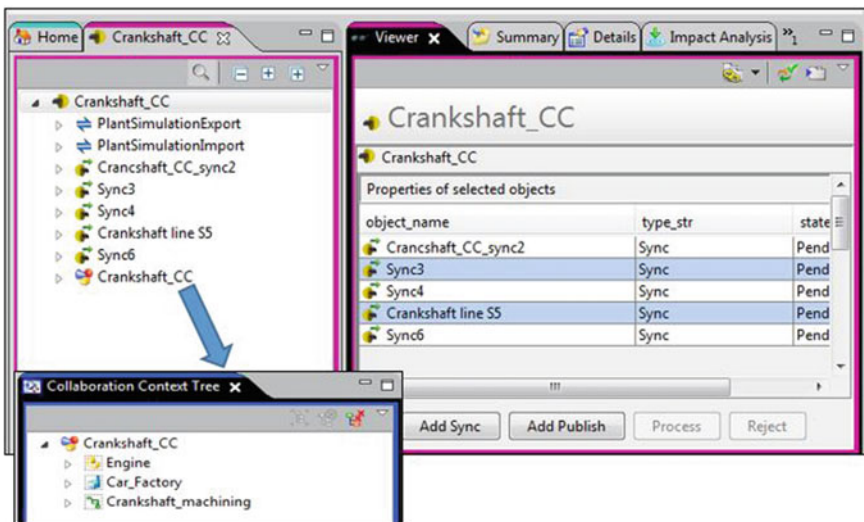 Home
Crankshaft_CC
Crankshaft_CC
PlantSimulationExport
PlantSimulationImport
Crancshaft_CC_sync2
Sync3
Sync4
Crankshaft line S5
Sync6
Crankshaft_CC
Viewer
Summary
Details
Impact Analysis
»1
Crankshaft_CC
Crankshaft_CC
Properties of selected objects
object_name type_str state
Crancshaft_CC_sync2 Sync Pend
Sync3 Sync Pend
Sync4 Sync Pend
Crankshaft line S5 Sync Pend
Sync6 Sync Pend
Add Sync
Add Publish
Process
Reject
Collaboration Context Tree
Crankshaft_CC
Engine
Car_Factory
Crankshaft_machining